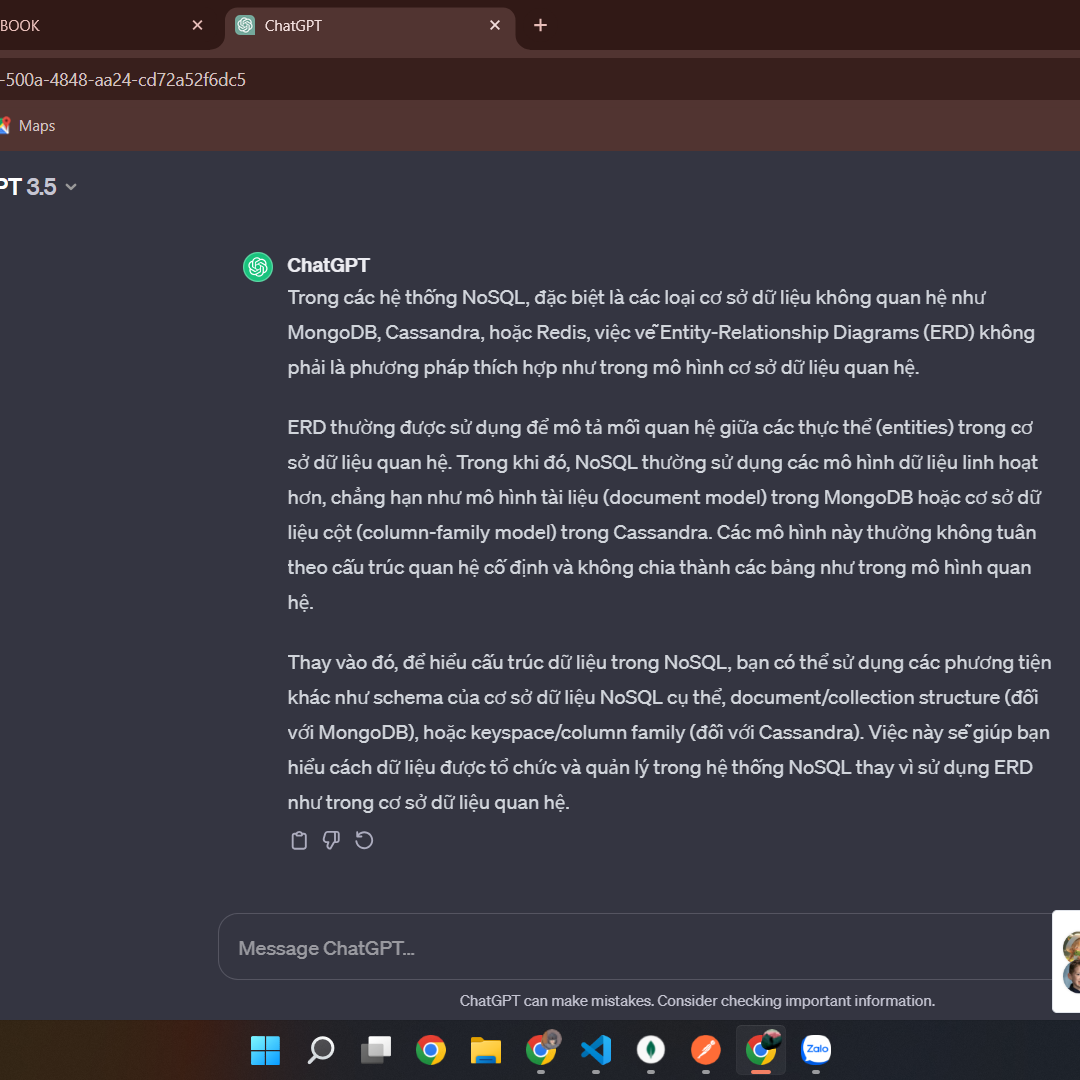 BOOK
ChatGPT
-500a-4848-aa24-cd72a52f6dc5
Maps
PT 3.5
ChatGPT
Trong các hệ thống NoSQL, đặc biệt là các loại cơ sở dữ liệu không quan hệ như
MongoDB, Cassandra, hoặc Redis, việc vẽ Entity-Relationship Diagrams (ERD) không
phải là phương pháp thích hợp như trong mô hình cơ sở dữ liệu quan hệ.
ERD thường được sử dụng để mô tả mối quan hệ giữa các thực thể (entities) trong cơ
sở dữ liệu quan hệ. Trong khi đó, NoSQL thường sử dụng các mô hình dữ liệu linh hoạt
hơn, chẳng hạn như mô hình tài liệu (document model) trong MongoDB hoặc cơ sở dữ
liệu cột (column-family model) trong Cassandra. Các mô hình này thường không tuân
theo cấu trúc quan hệ cố định và không chia thành các bảng như trong mô hình quan
hệ.
Thay vào đó, để hiểu cấu trúc dữ liệu trong NoSQL, bạn có thể sử dụng các phương tiện
khác như schema của cơ sở dữ liệu NoSQL cụ thể, document/collection structure (đối
với MongoDB), hoặc keyspace/column family (đối với Cassandra). Việc này sẽ giúp bạn
hiểu cách dữ liệu được tổ chức và quản lý trong hệ thống NoSQL thay vì sử dụng ERD
như trong cơ sở dữ liệu quan hệ.
Message ChatGPT...
ChatGPT can make mistakes. Consider checking important information.
Zalo